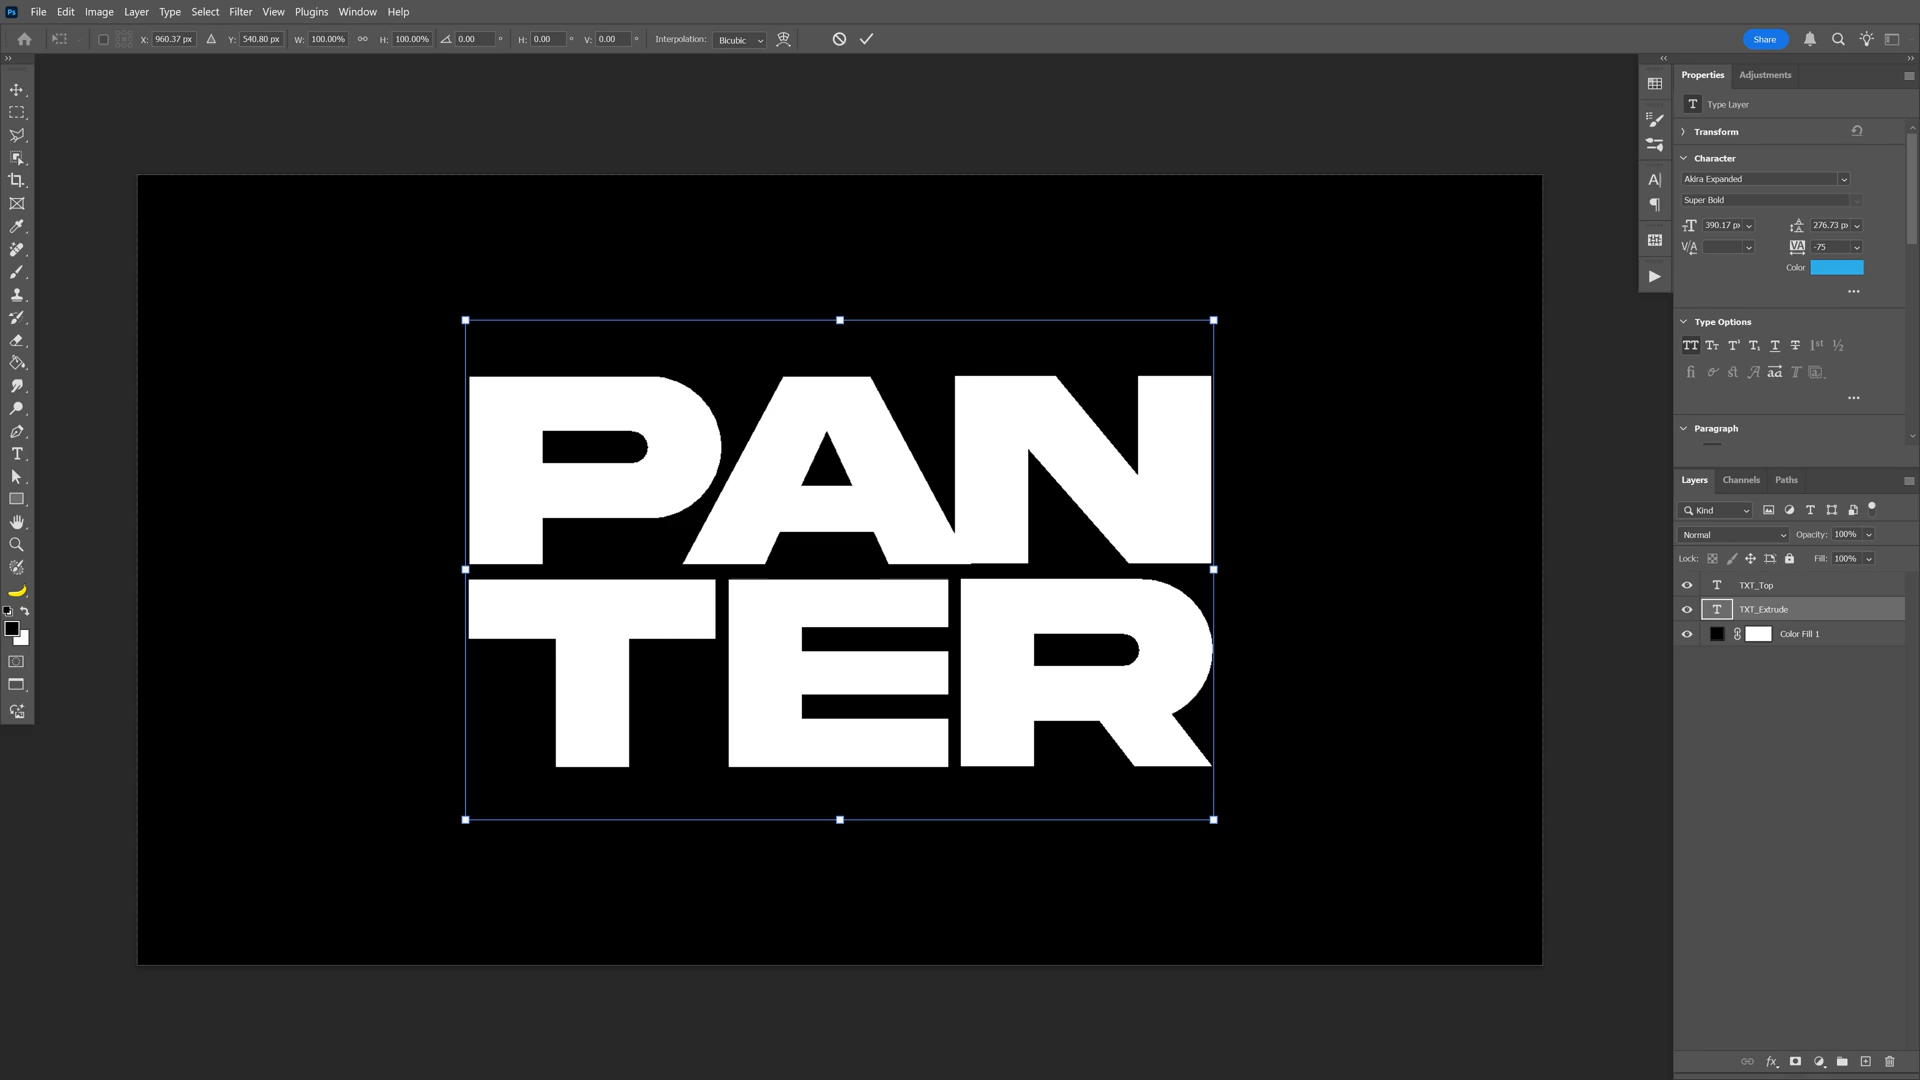 Ps File Edit Image Layer Type Select Filter View Plugins Window Help
X: 960.37 px Y: 540.80 px W: 100.00% H: 100.00% 0.00 ° H: 0.00 ° V: 0.00 ° Interpolation: Bicubic Share
Properties Adjustments
T Type Layer
Transform
Character
Akira Expanded
Super Bold
390.17 px 276.73 px
-75
Color
Type Options
Paragraph
PAN
TER
Layers Channels Paths
Kind
Normal Opacity: 100%
Lock: Fill: 100%
T TXT_Top
T TXT_Extrude
Color Fill 1